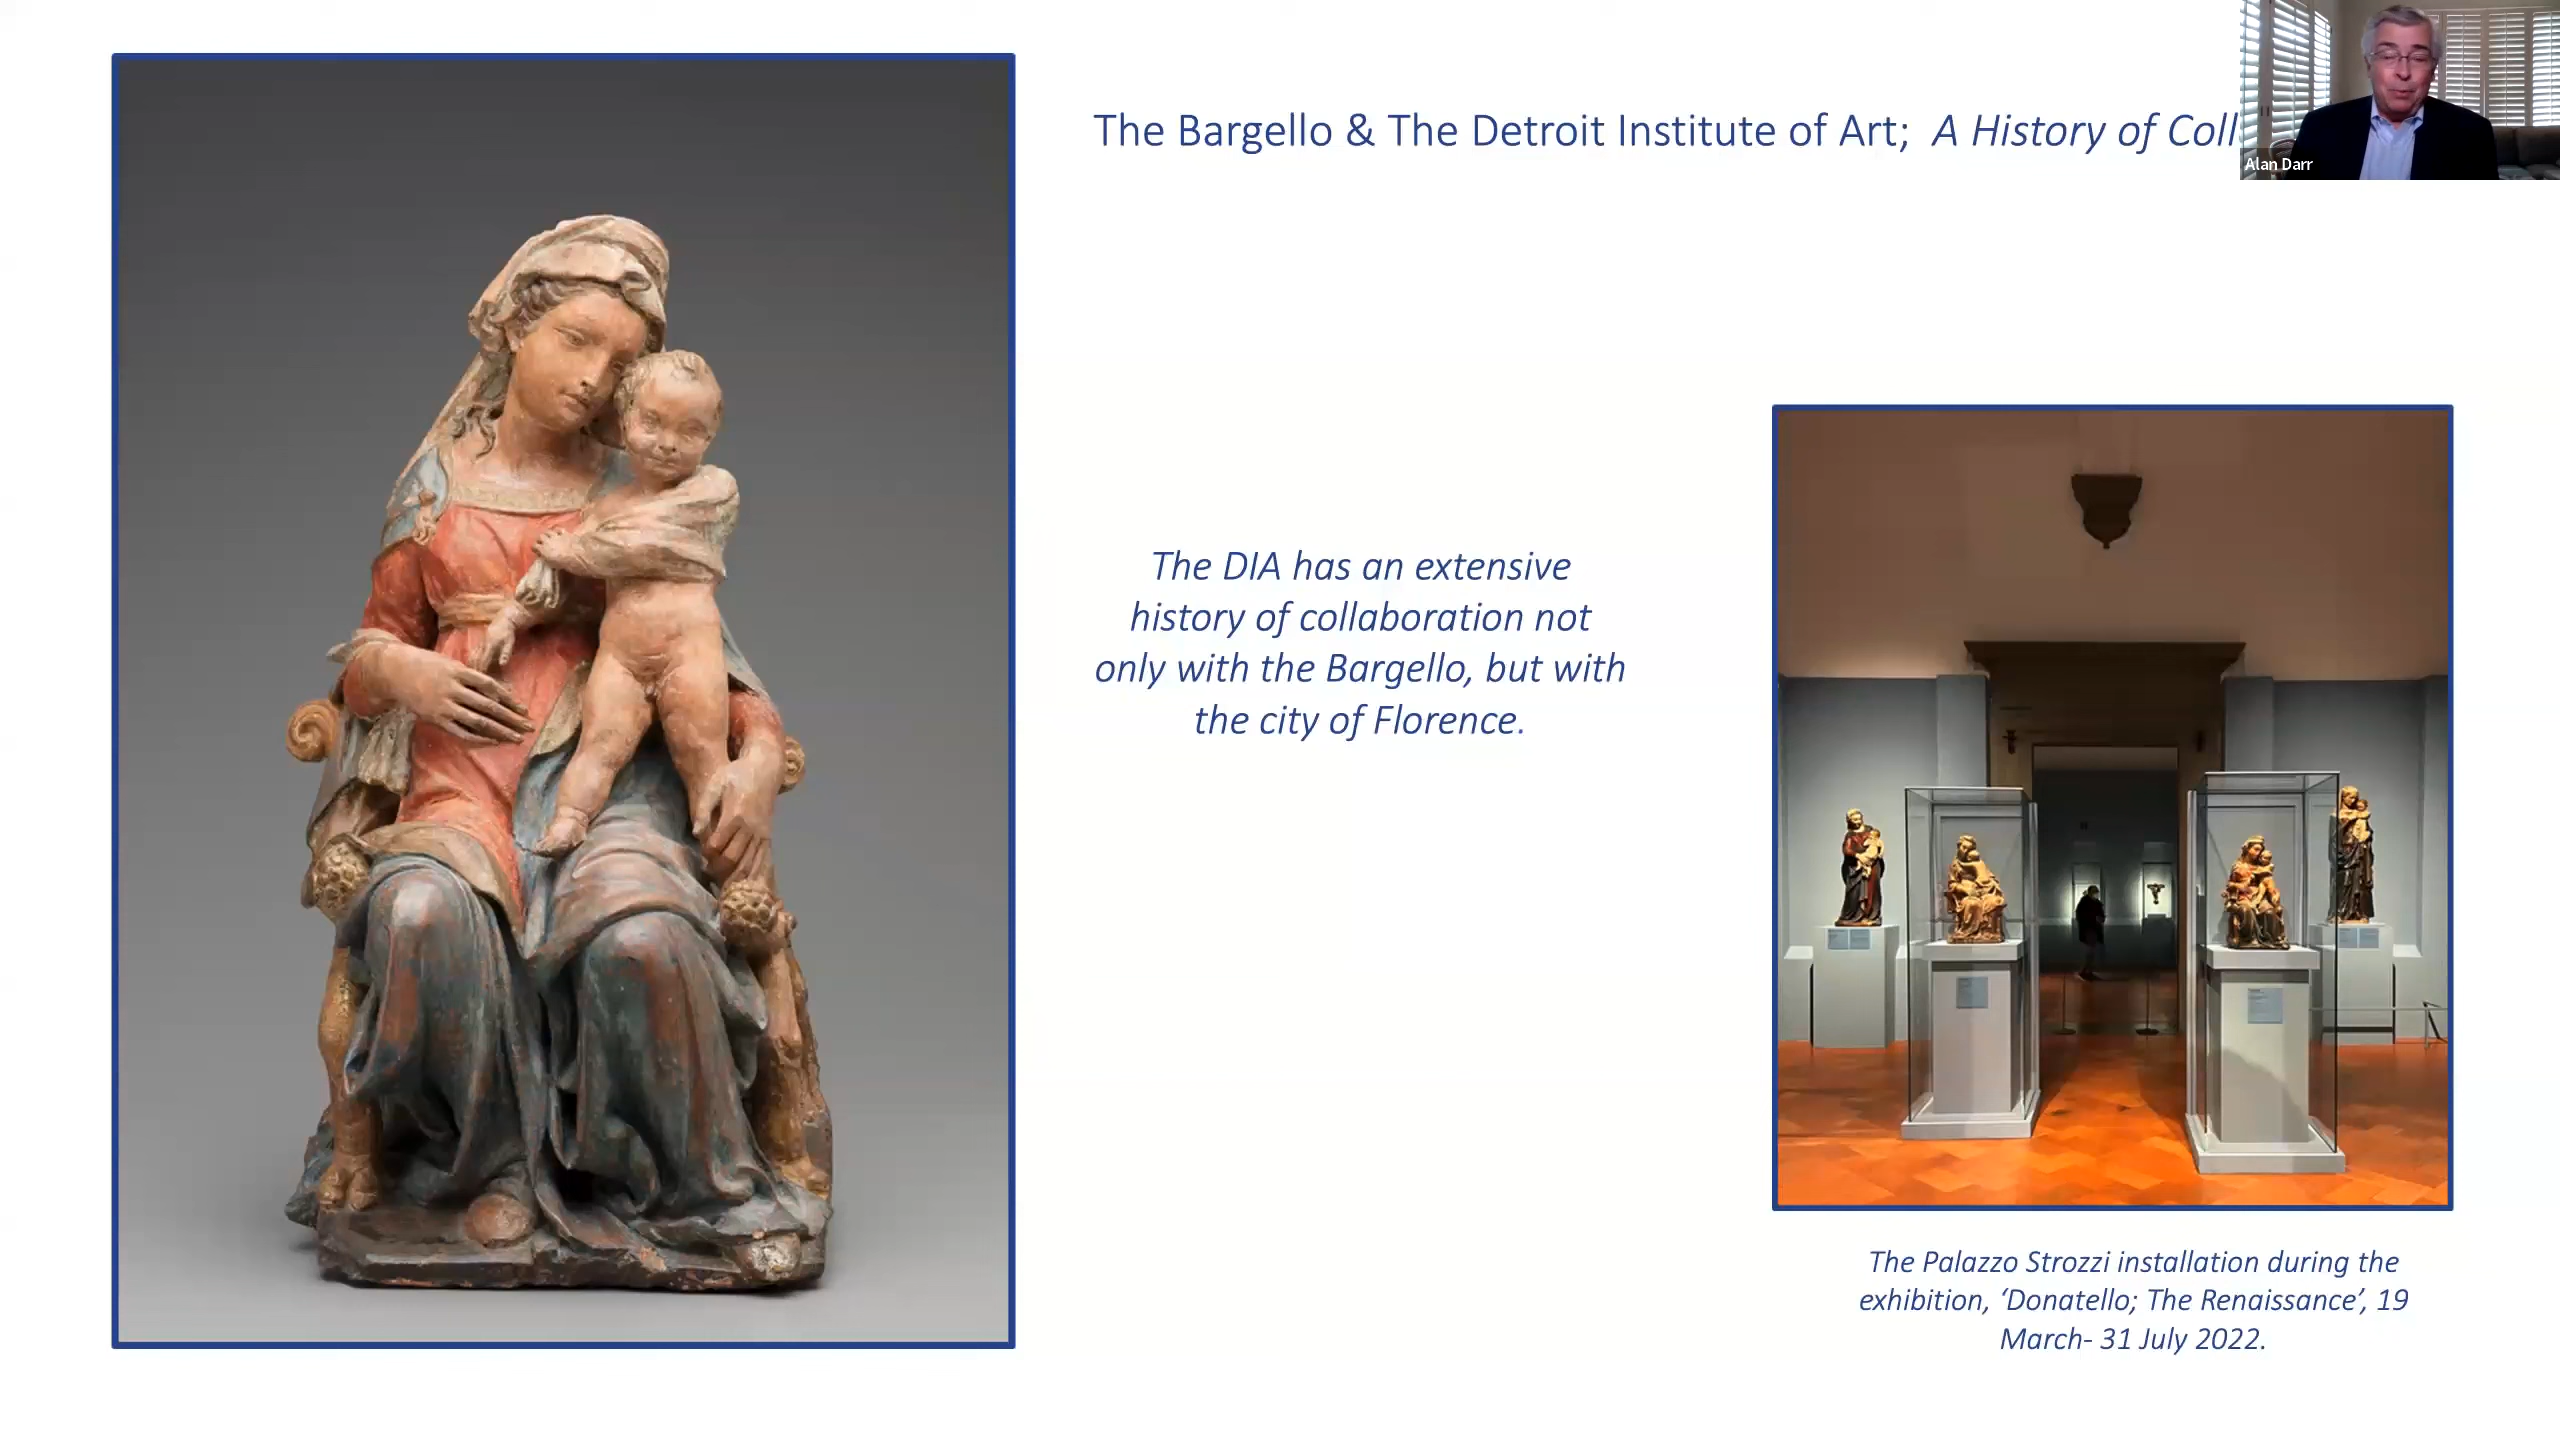 The Bargello & The Detroit Institute of Art; A History of Coll
Alan Darr
The DIA has an extensive
history of collaboration not
only with the Bargello, but with
the city of Florence.
The Palazzo Strozzi installation during the
exhibition, ‘Donatello; The Renaissance’, 19
March- 31 July 2022.